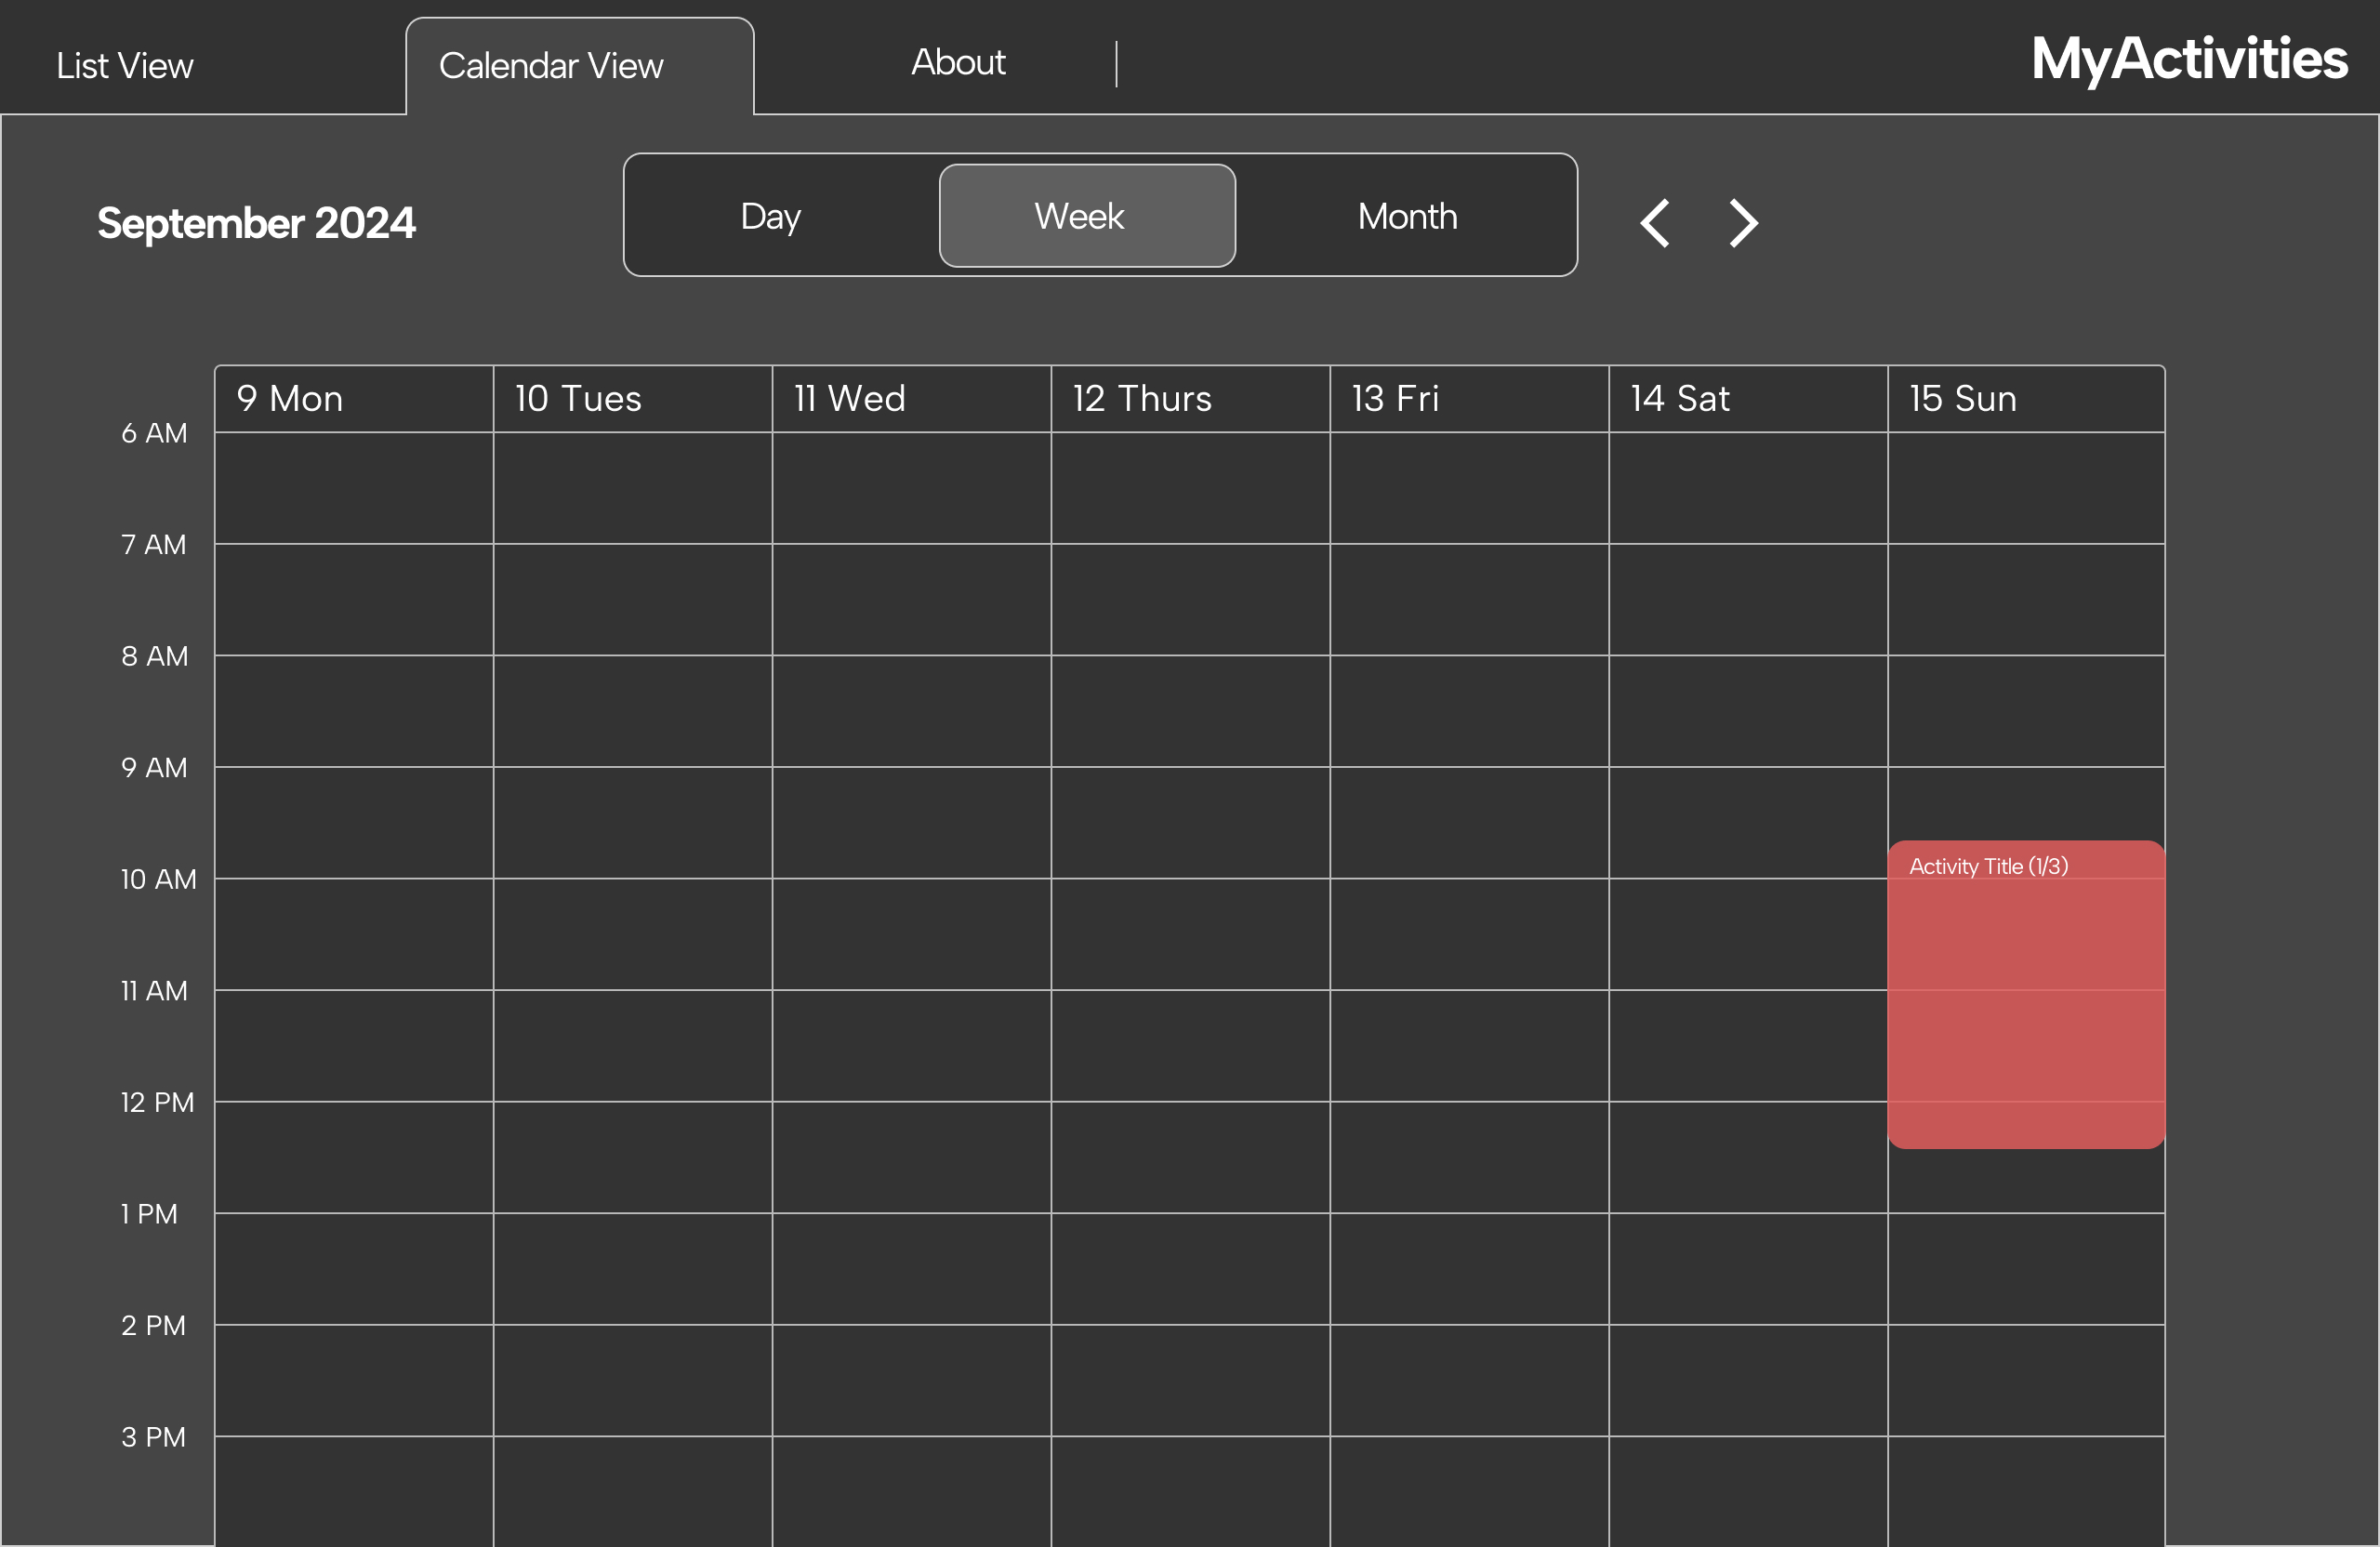 List View
Calendar View
About
MyActivities
September 2024
Day
Week
Month
9 Mon
10 Tues
11 Wed
12 Thurs
13 Fri
14 Sat
15 Sun
6 AM
7 AM
8 AM
9 AM
Activity Title (1/3)
10 AM
11 AM
12 PM
1 PM
2 PM
3 PM